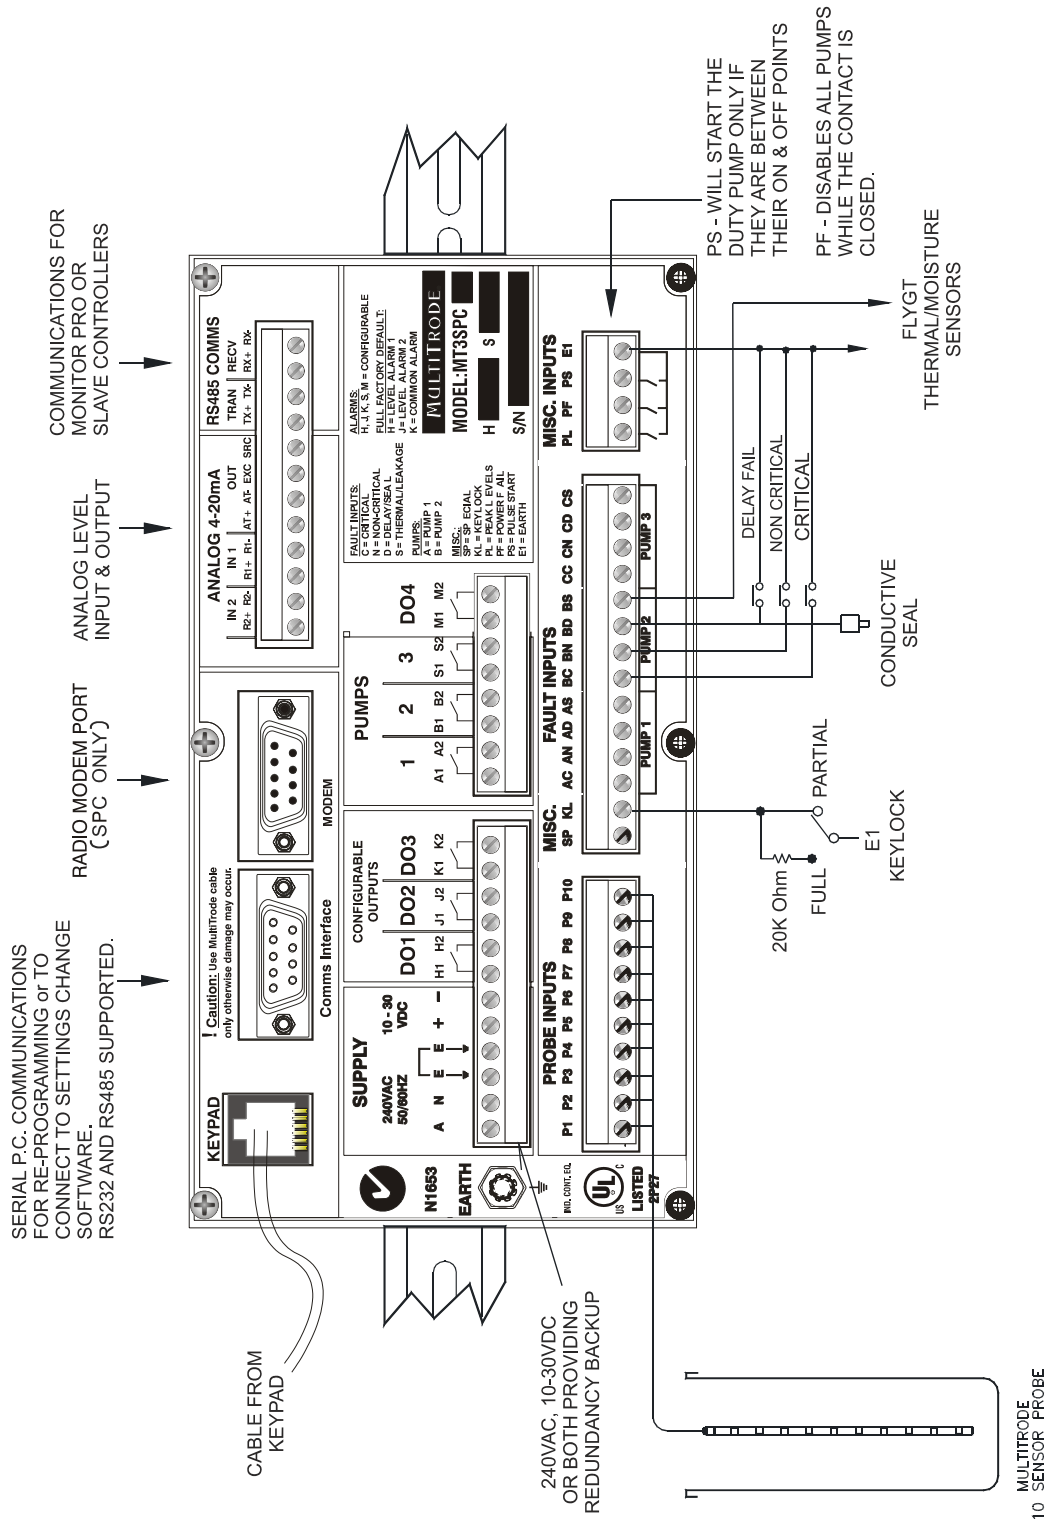 SERIAL P.C. COMMUNICATIONS
FOR RE-PROGRAMMING or TO
CONNECT TO SETTINGS CHANGE
SOFTWARE.
RS232 AND RS485 SUPPORTED.
RADIO MODEM PORT
(SPC ONLY)
ANALOG LEVEL
INPUT & OUTPUT
COMMUNICATIONS FOR
MONITOR PRO OR
SLAVE CONTROLLERS
CABLE FROM
KEYPAD
KEYPAD
! Caution: Use MultiTrode cable
only otherwise damage may occur.
Comms Interface
MODEM
ANALOG 4-20mA
IN 2 IN 1 OUT
R2+ R2- R1+ R1- AT+ AT- EXC SRC
RS485 COMMS
TRAN RECV
TX+ TX- RX+ RX-
N1653
EARTH
IND. CONT. EQ.
UL
US C
LISTED
2P27
SUPPLY
240VAC
50/60HZ
10 - 30
VDC
A N E E + -
CONFIGURABLE
OUTPUTS
DO1 DO2 DO3
H1 H2 J1 J2 K1 K2
PUMPS
1 2 3
A1 A2 B1 B2 S1 S2
DO4
M1 M2
FAULT INPUTS:
C = CRITICAL
N = NON-CRITICAL
D = DELAY/SEA L
S = THERMAL/LEAKAGE
PUMPS:
A = PUMP 1
B = PUMP 2
MISC.:
SP= SP ECIAL
KL = KEYLOCK
PL = PEAK L EVELS
PF = POWER F AIL
PS = PULSE START
E1 = EARTH
ALARMS:
H, J, K, S, M = CONFIGURABLE
FULL FACTORY DEFAULT:
H = LEVEL ALARM 1
J= LEVEL ALARM 2
K = COMMON ALARM
MULTITRODE
MODEL:MT3SPC
H S
S/N
PROBE INPUTS
P1 P2 P3 P4 P5 P6 P7 P8 P9 P10
MISC.
SP KL
FAULT INPUTS
AC AN AD AS BC BN BD BS CC CN CD CS
PUMP 1 PUMP 2 PUMP 3
MISC. INPUTS
PL PF PS E1
240VAC, 10-30VDC
OR BOTH PROVIDING
REDUNDANCY BACKUP
MULTITRODE
10 SENSOR PROBE
20K Ohm
FULL
PARTIAL
E1
KEYLOCK
CONDUCTIVE
SEAL
DELAY FAIL
NON CRITICAL
CRITICAL
FLYGT
THERMAL/MOISTURE
SENSORS
PS - WILL START THE
DUTY PUMP ONLY IF
THEY ARE BETWEEN
THEIR ON & OFF POINTS
PF - DISABLES ALL PUMPS
WHILE THE CONTACT IS
CLOSED.